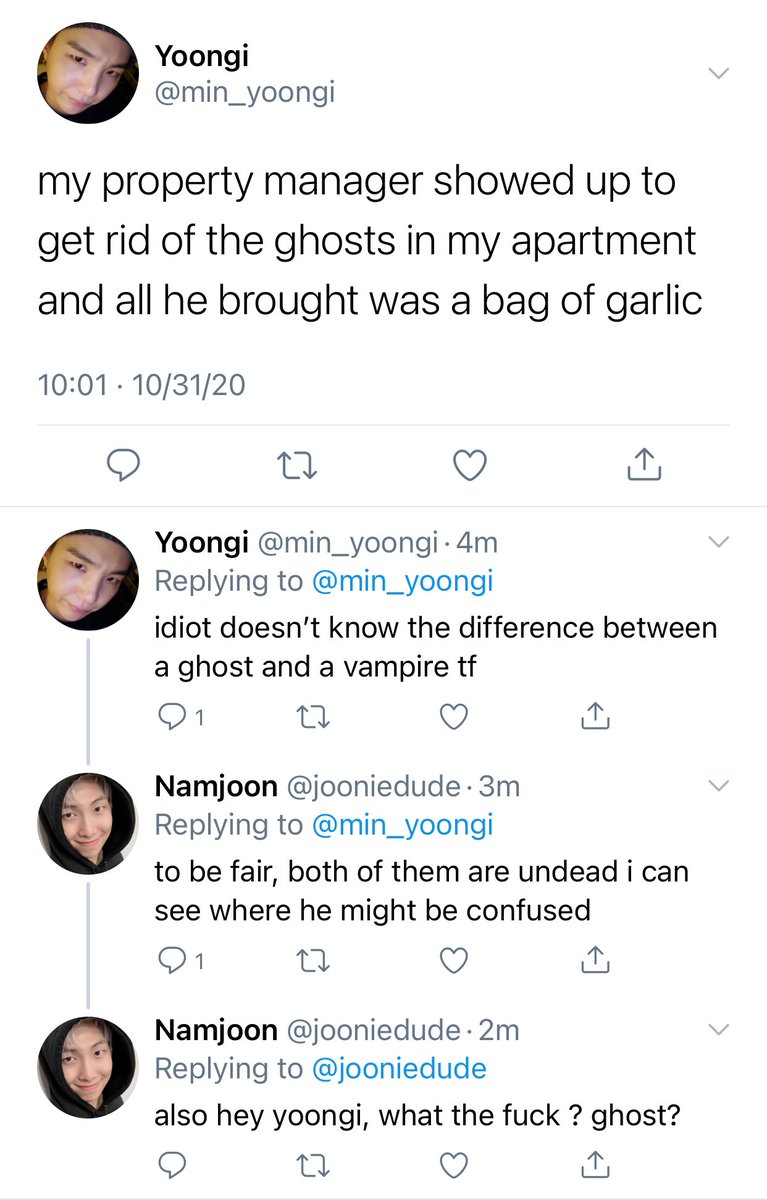 Yoongi
@min_yoongi
my property manager showed up to
get rid of the ghosts in my apartment
and all he brought was a bag of garlic
10:01 · 10/31/20
Yoongi @min_yoongi · 4m
Replying to @min_yoongi
idiot doesn’t know the difference between
a ghost and a vampire tf
1
Namjoon @jooniedude · 3m
Replying to @min_yoongi
to be fair, both of them are undead i can
see where he might be confused
1
Namjoon @jooniedude · 2m
Replying to @jooniedude
also hey yoongi, what the fuck ? ghost?